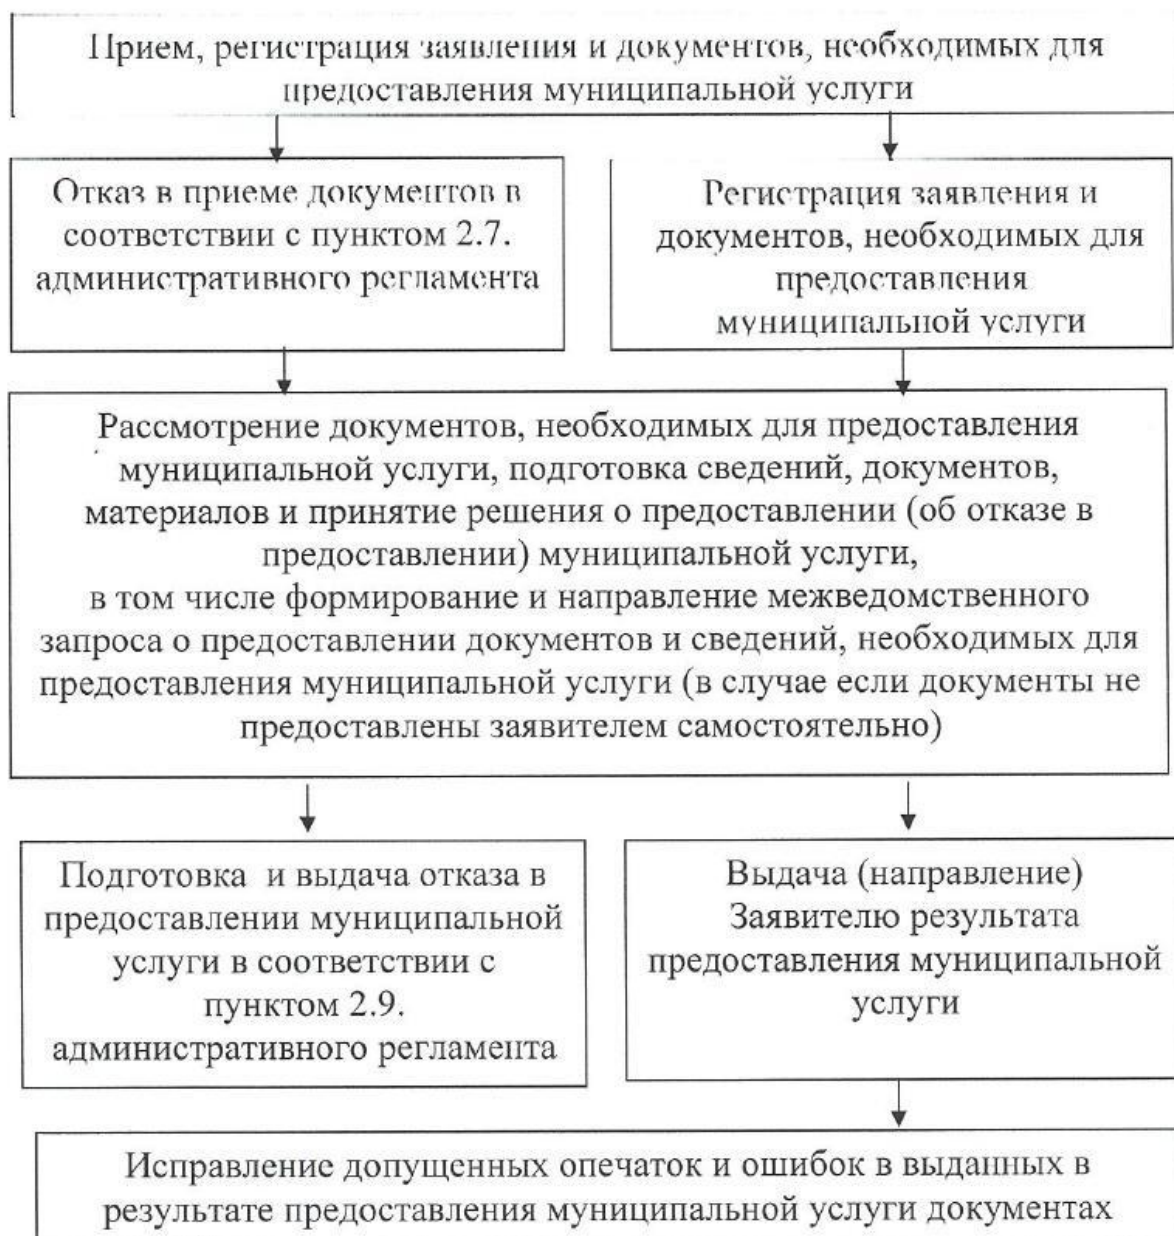 Прием, регистрация заявления и документов, необходимых для
предоставления муниципальной услуги
Отказ в приеме документов в
соответствии с пунктом 2.7.
административного регламента
Регистрация заявления и
документов, необходимых для
предоставления
муниципальной услуги
Рассмотрение документов, необходимых для предоставления
муниципальной услуги, подготовка сведений, документов,
материалов и принятие решения о предоставлении (об отказе в
предоставлении) муниципальной услуги,
в том числе формирование и направление межведомственного
запроса о предоставлении документов и сведений, необходимых для
предоставления муниципальной услуги (в случае если документы не
предоставлены заявителем самостоятельно)
Подготовка и выдача отказа в
предоставлении муниципальной
услуги в соответствии с
пунктом 2.9.
административного регламента
Выдача (направление)
Заявителю результата
предоставления муниципальной
услуги
Исправление допущенных опечаток и ошибок в выданных в
результате предоставления муниципальной услуги документах